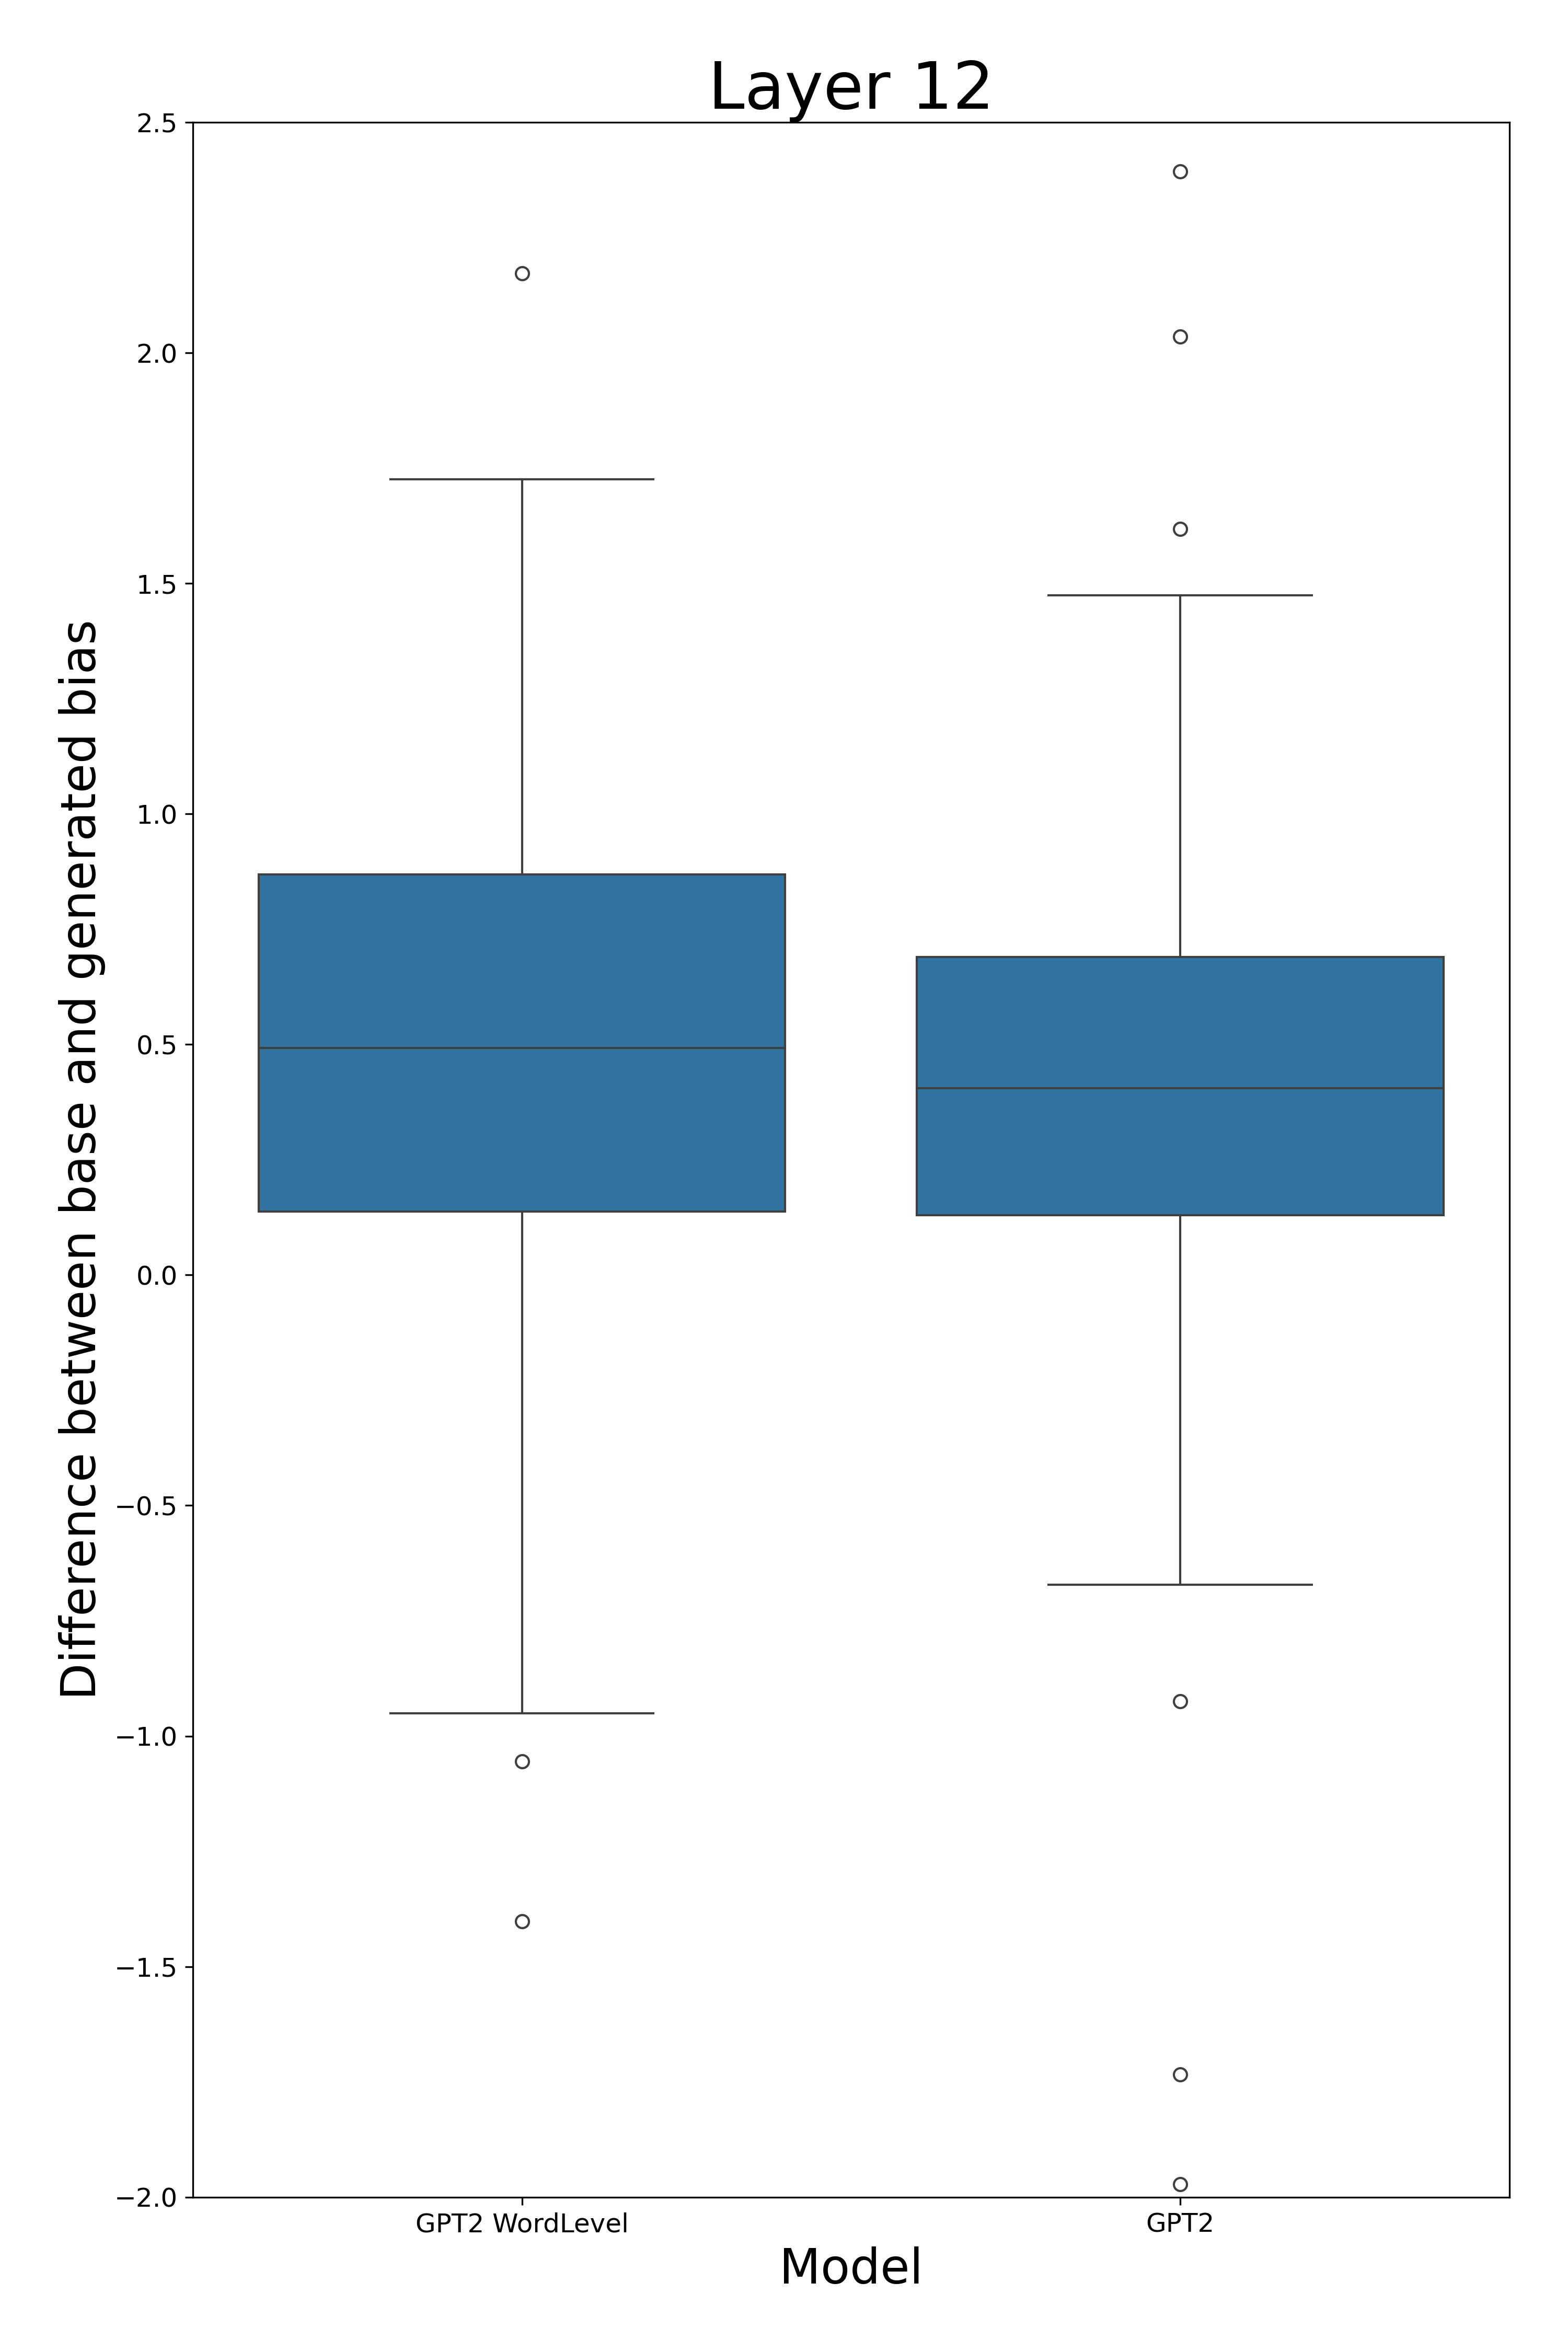 Layer 12
Difference between base and generated bias
2.5
2.0
1.5
1.0
0.5
0.0
−0.5
−1.0
−1.5
−2.0
GPT2 WordLevel
GPT2
Model